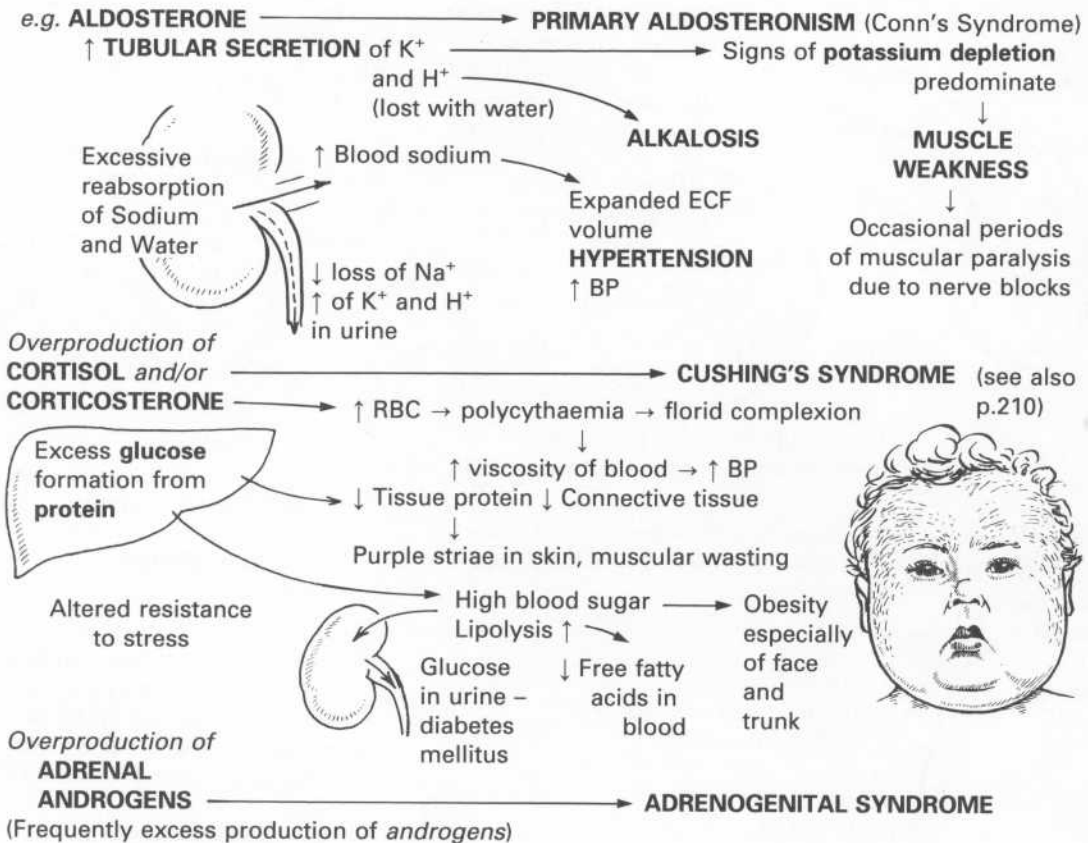 e.g. ALDOSTERONE → PRIMARY ALDOSTERONISM (Conn's Syndrome)
↑ TUBULAR SECRETION of K⁺ → Signs of potassium depletion
and H⁺
(lost with water)
predominate
↓
ALKALOSIS
MUSCLE
WEAKNESS
↓
Occasional periods
of muscular paralysis
due to nerve blocks
Excessive
reabsorption
of Sodium
and Water
↑ Blood sodium
Expanded ECF
volume
HYPERTENSION
↑ BP
↓ loss of Na⁺
↑ of K⁺ and H⁺
in urine
Overproduction of
CORTISOL and/or → CUSHING'S SYNDROME (see also
CORTICOSTERONE → ↑ RBC → polycythaemia → florid complexion
p.210)
↓
↑ viscosity of blood → ↑ BP
Excess glucose
formation from
protein
↓ Tissue protein ↓ Connective tissue
↓
Purple striae in skin, muscular wasting
Altered resistance
to stress
High blood sugar →
Lipolysis ↑
Obesity
especially
of face
and
trunk
Glucose
in urine –
diabetes
mellitus
↓ Free fatty
acids in
blood
Overproduction of
ADRENAL
ANDROGENS → ADRENOGENITAL SYNDROME
(Frequently excess production of androgens)